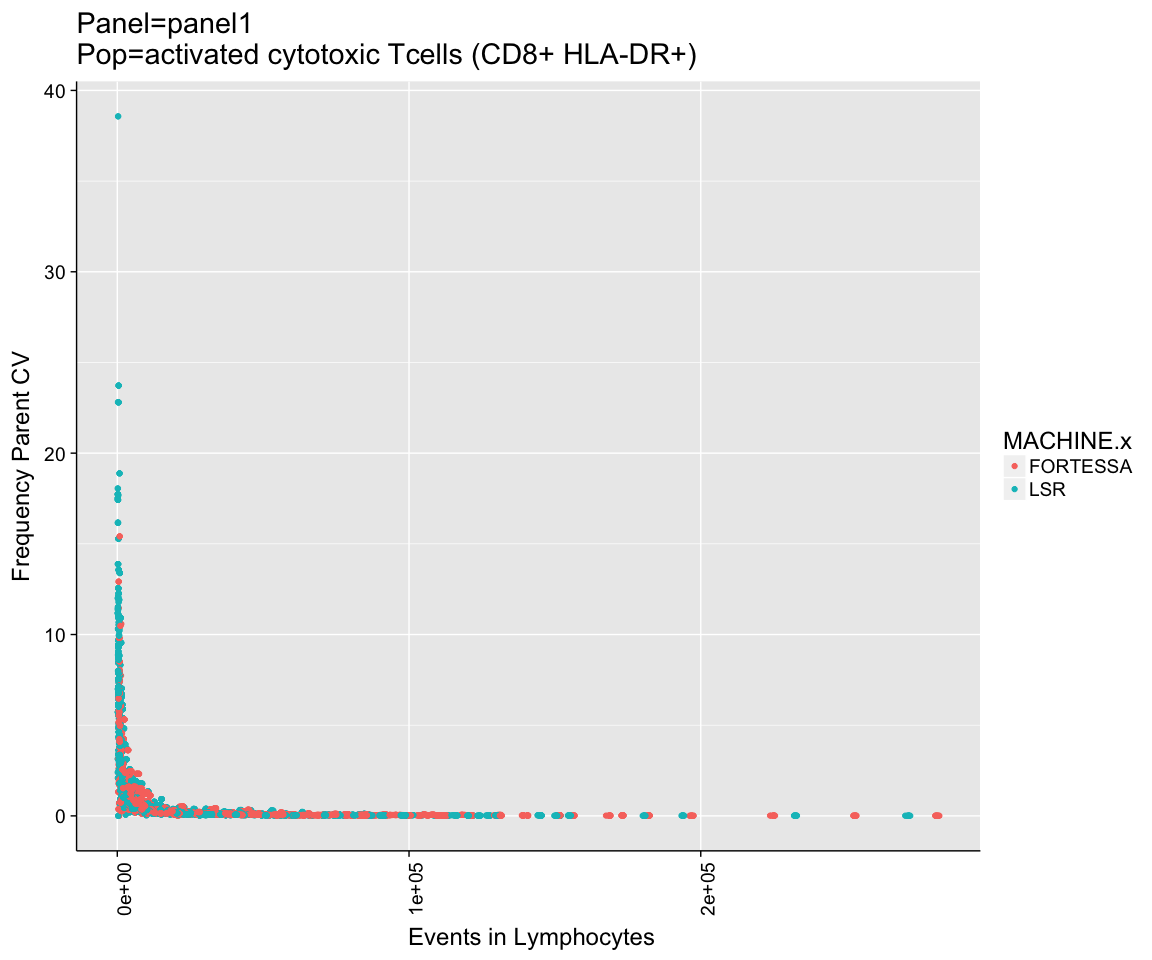 Panel=panel1
Pop=activated cytotoxic Tcells (CD8+ HLA-DR+)
40
30
20
10
0
Frequency Parent CV
0e+00
1e+05
2e+05
Events in Lymphocytes
MACHINE.x
FORTESSA
LSR